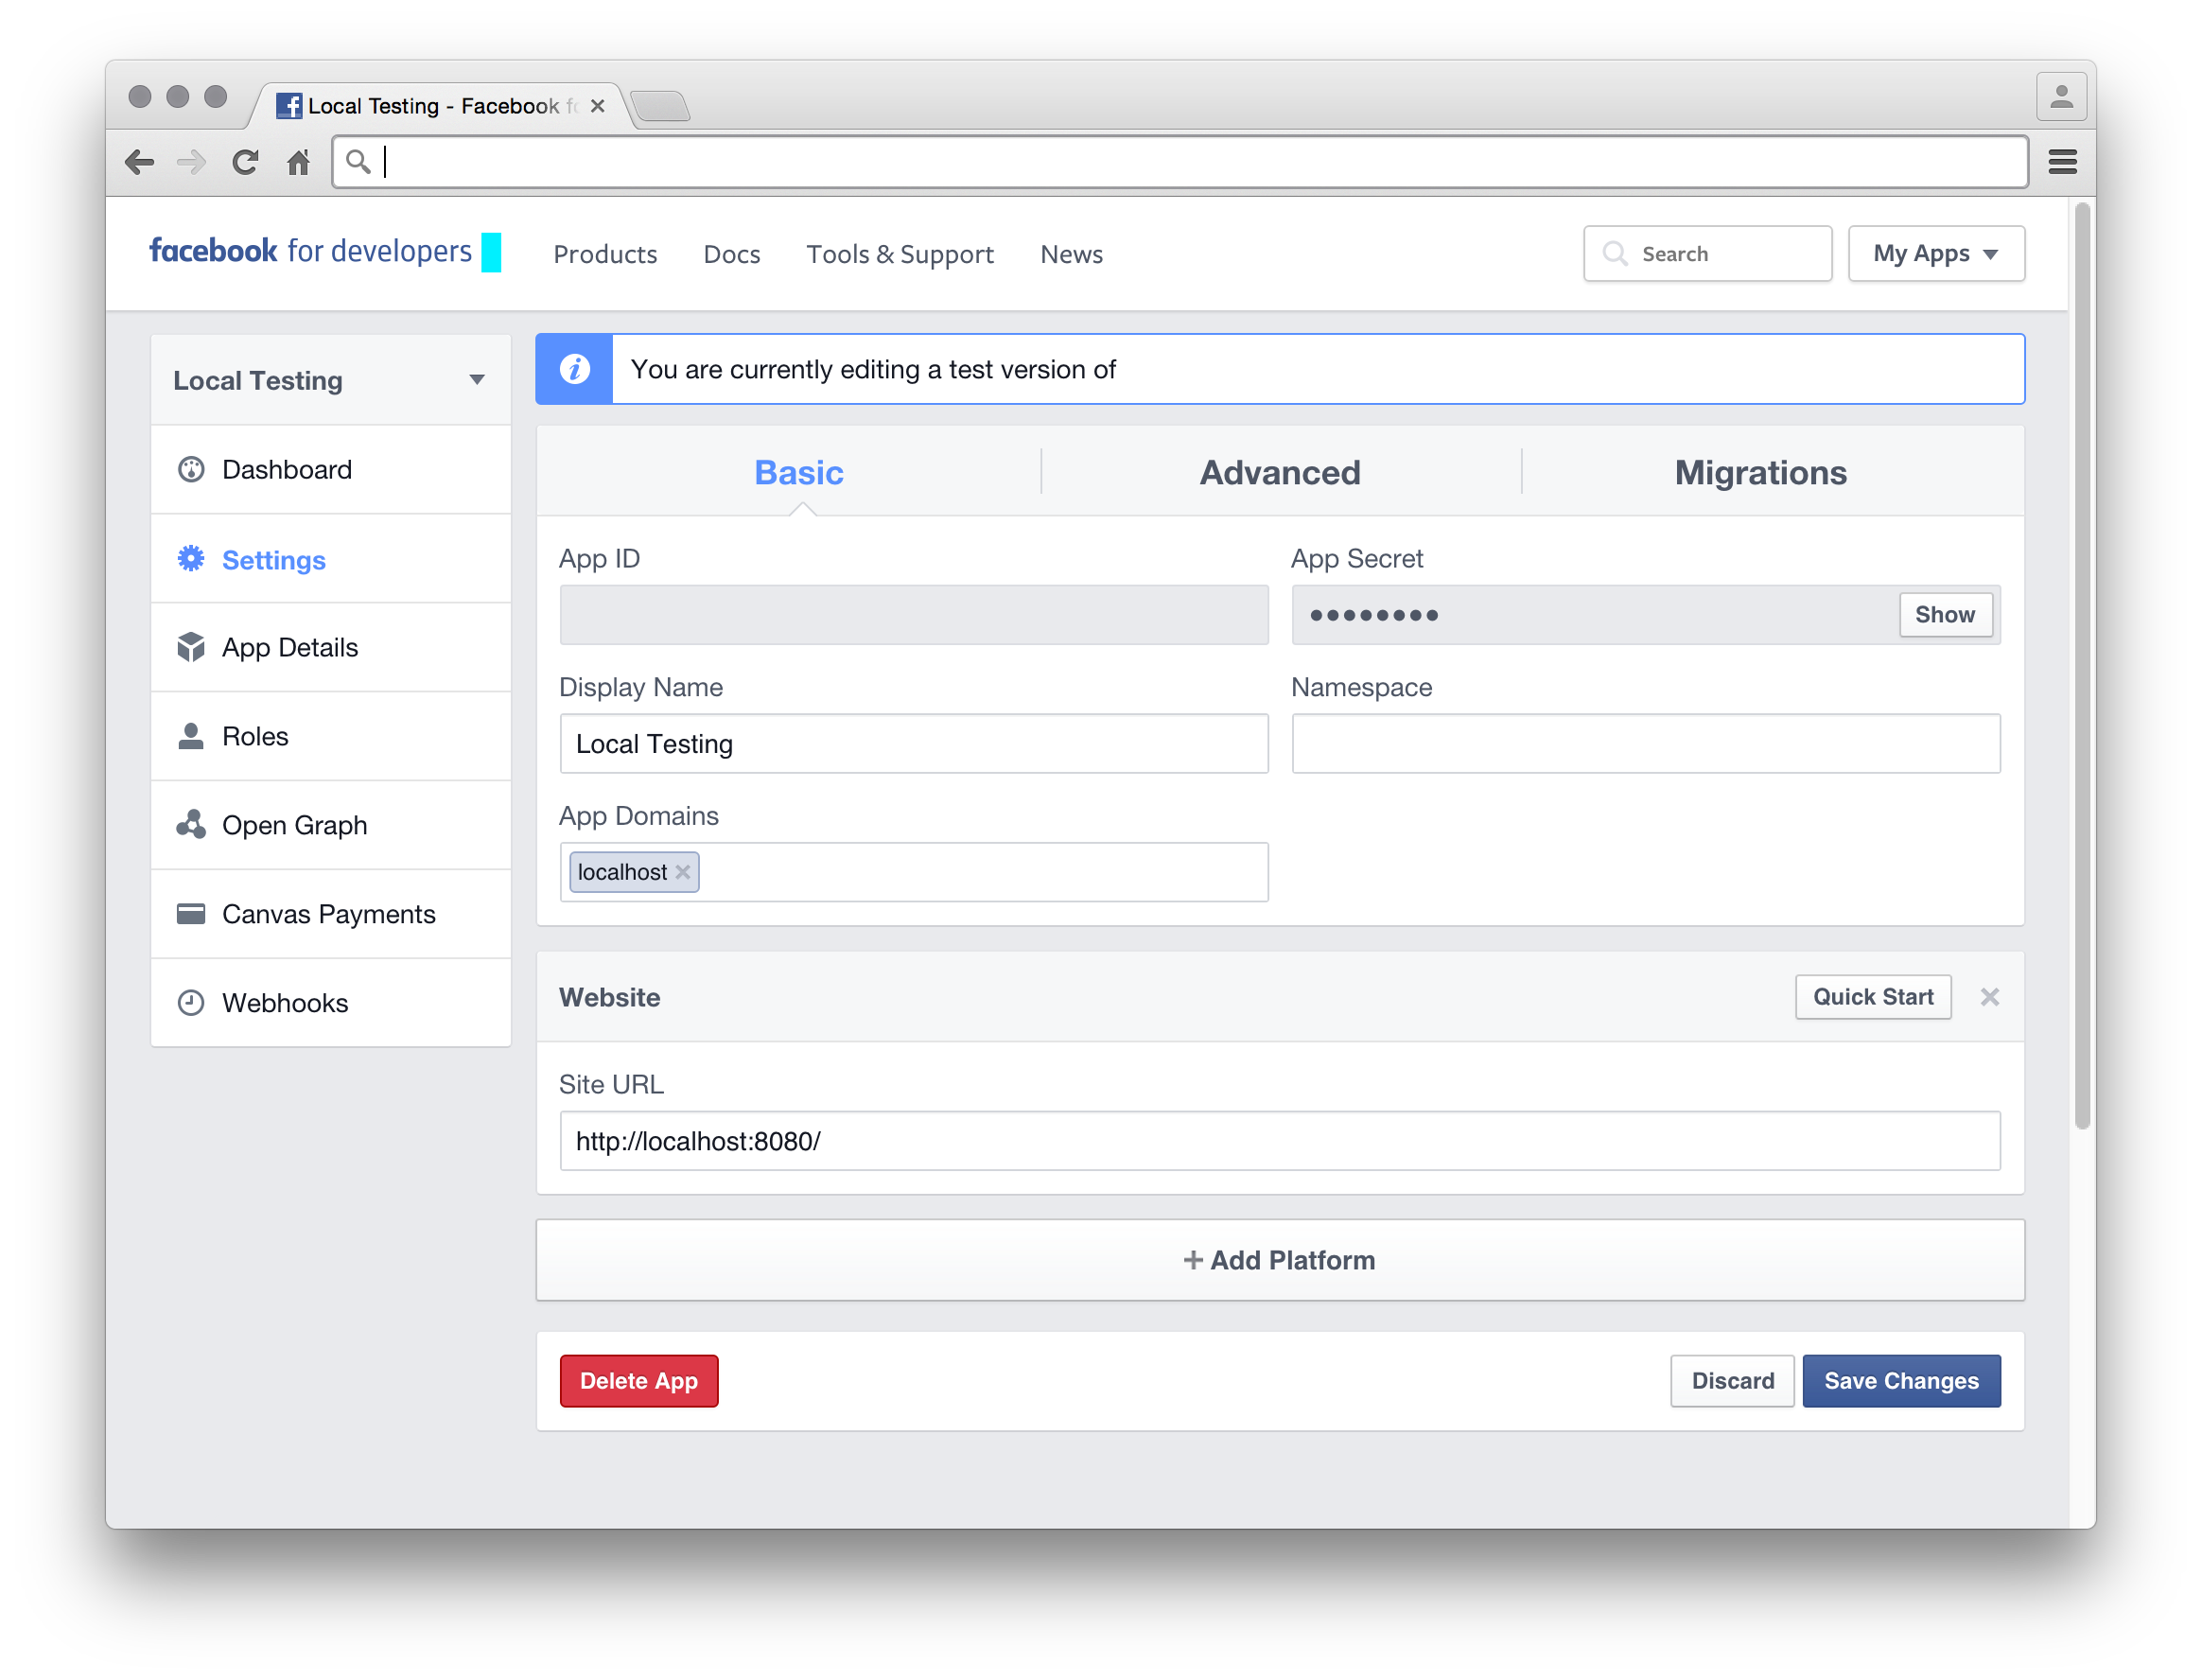 Local Testing - Facebook fo
facebook for developers
Products Docs Tools & Support News
Search
My Apps
Local Testing
Dashboard
Settings
App Details
Roles
Open Graph
Canvas Payments
Webhooks
You are currently editing a test version of
Basic Advanced Migrations
App ID
App Secret
●●●●●●●● Show
Display Name
Local Testing
Namespace
App Domains
localhost
Website
Quick Start
Site URL
http://localhost:8080/
+ Add Platform
Delete App
Discard
Save Changes